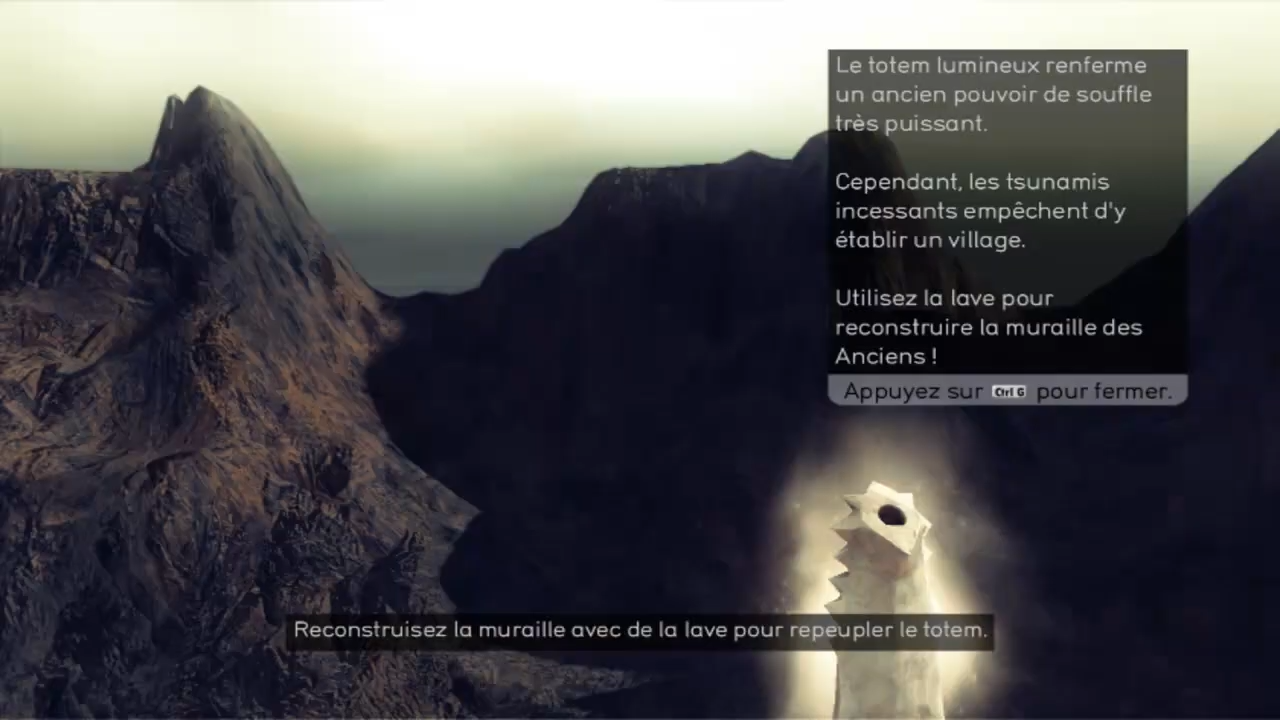 Le totem lumineux renferme
un ancien pouvoir de souffle
très puissant.
Cependant, les tsunamis
incessants empêchent d'y
établir un village.
Utilisez la lave pour
reconstruire la muraille des
Anciens !
Appuyez sur Ctrl G pour fermer.
Reconstruisez la muraille avec de la lave pour repeupler le totem.